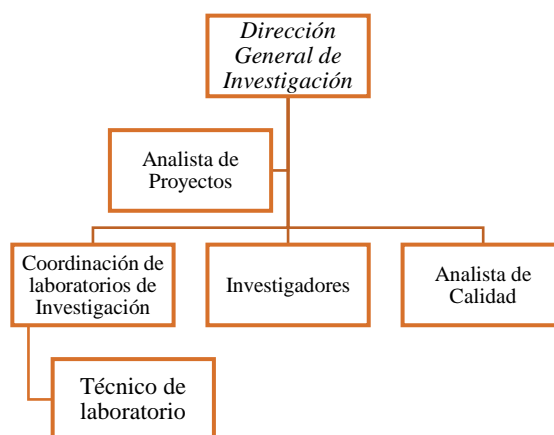 Dirección
General de
Investigación
Analista de
Proyectos
Coordinación de
laboratorios de
Investigación
Investigadores
Analista de
Calidad
Técnico de
laboratorio